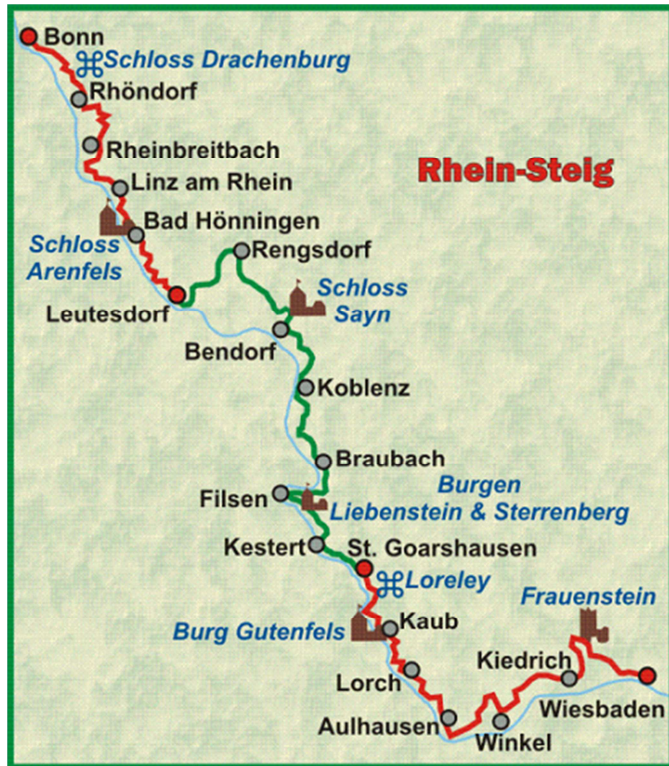 Bonn
Schloss Drachenburg
Rhöndorf
Rheinbreitbach
Rhein-Steig
Linz am Rhein
Bad Hönningen
Schloss
Arenfels
Rengsdorf
Schloss
Sayn
Leutesdorf
Bendorf
Koblenz
Braubach
Burgen
Liebenstein & Sterrenberg
Filsen
Kestert
St. Goarshausen
Loreley
Frauenstein
Burg Gutenfels
Kaub
Kiedrich
Lorch
Wiesbaden
Aulhausen
Winkel